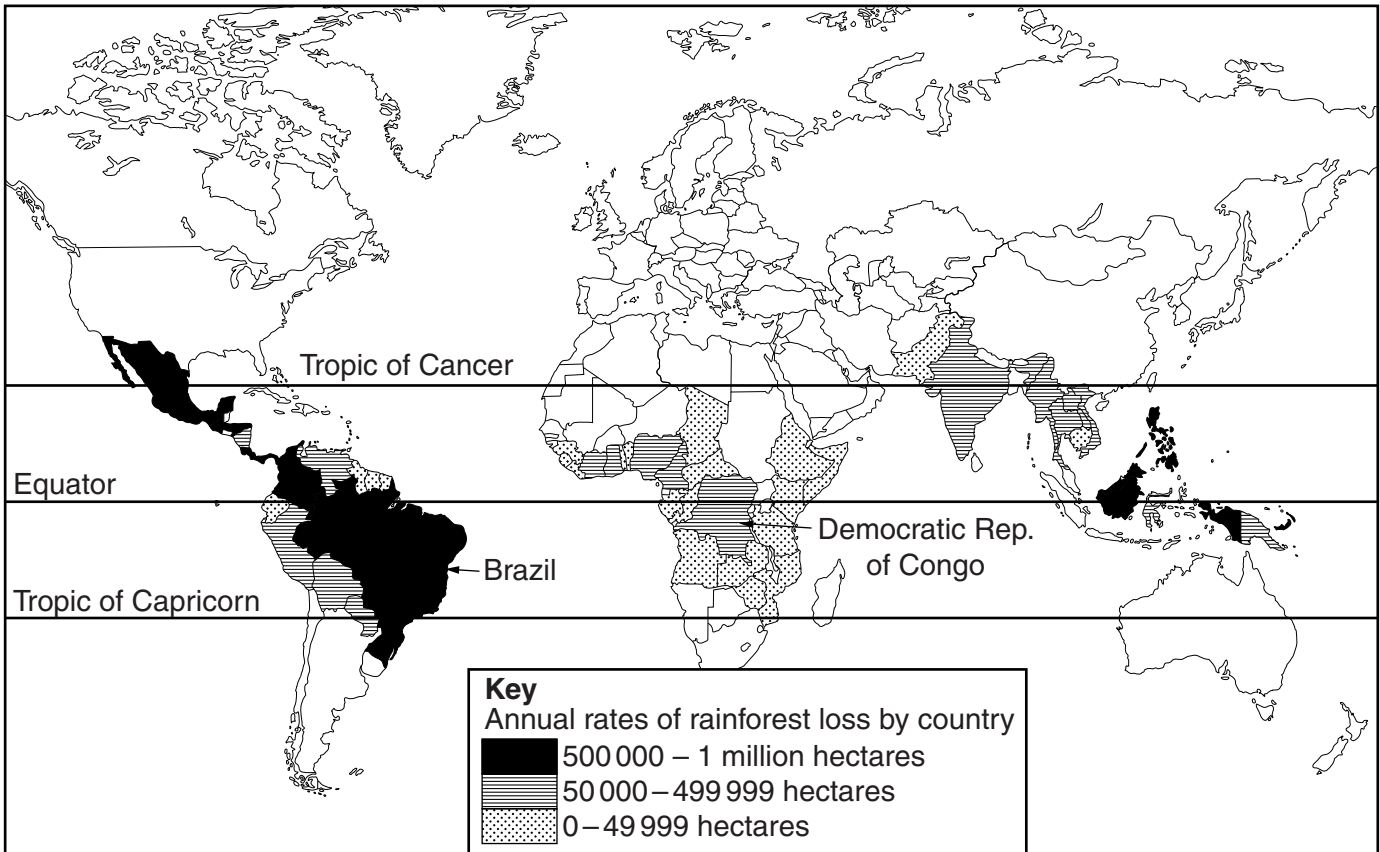 Tropic of Cancer
Equator
Democratic Rep.
of Congo
Brazil
Tropic of Capricorn
Key
Annual rates of rainforest loss by country
500 000 – 1 million hectares
50 000 – 499 999 hectares
0 – 49 999 hectares